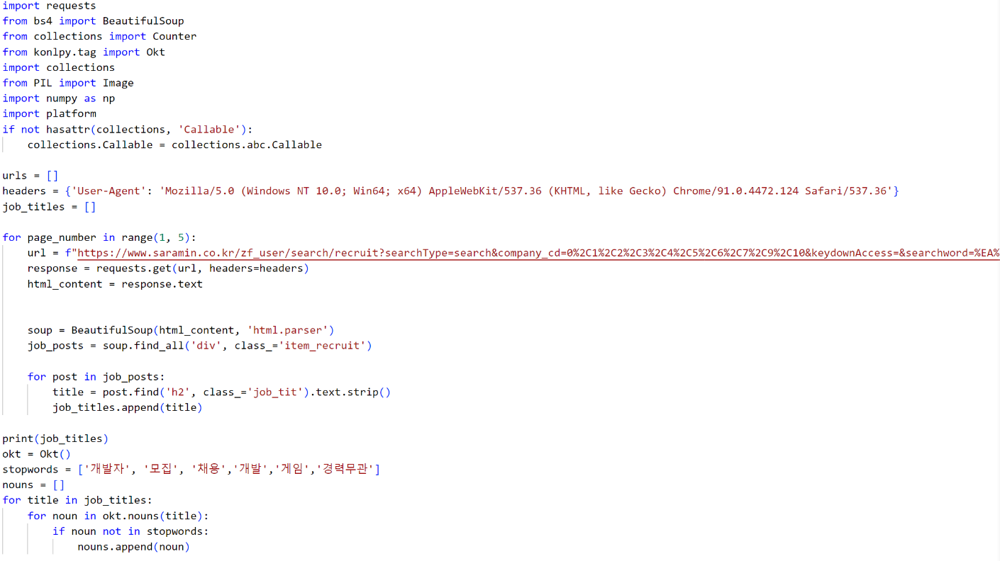 import requests
from bs4 import BeautifulSoup
from collections import Counter
from konlpy.tag import Okt
import collections
from PIL import Image
import numpy as np
import platform
if not hasattr(collections, 'Callable'):
    collections.Callable = collections.abc.Callable

urls = []
headers = {'User-Agent': 'Mozilla/5.0 (Windows NT 10.0; Win64; x64) AppleWebKit/537.36 (KHTML, like Gecko) Chrome/91.0.4472.124 Safari/537.36'}
job_titles = []

for page_number in range(1, 5):
    url = f"https://www.saramin.co.kr/zf_user/search/recruit?searchType=search&company_cd=0%2C1%2C2%2C3%2C4%2C5%2C6%2C7%2C9%2C10&keydownAccess=&searchword=%EA%
    response = requests.get(url, headers=headers)
    html_content = response.text


    soup = BeautifulSoup(html_content, 'html.parser')
    job_posts = soup.find_all('div', class_='item_recruit')

    for post in job_posts:
        title = post.find('h2', class_='job_tit').text.strip()
        job_titles.append(title)

print(job_titles)
okt = Okt()
stopwords = ['개발자', '모집', '채용','개발','게임','경력무관']
nouns = []
for title in job_titles:
    for noun in okt.nouns(title):
        if noun not in stopwords:
            nouns.append(noun)